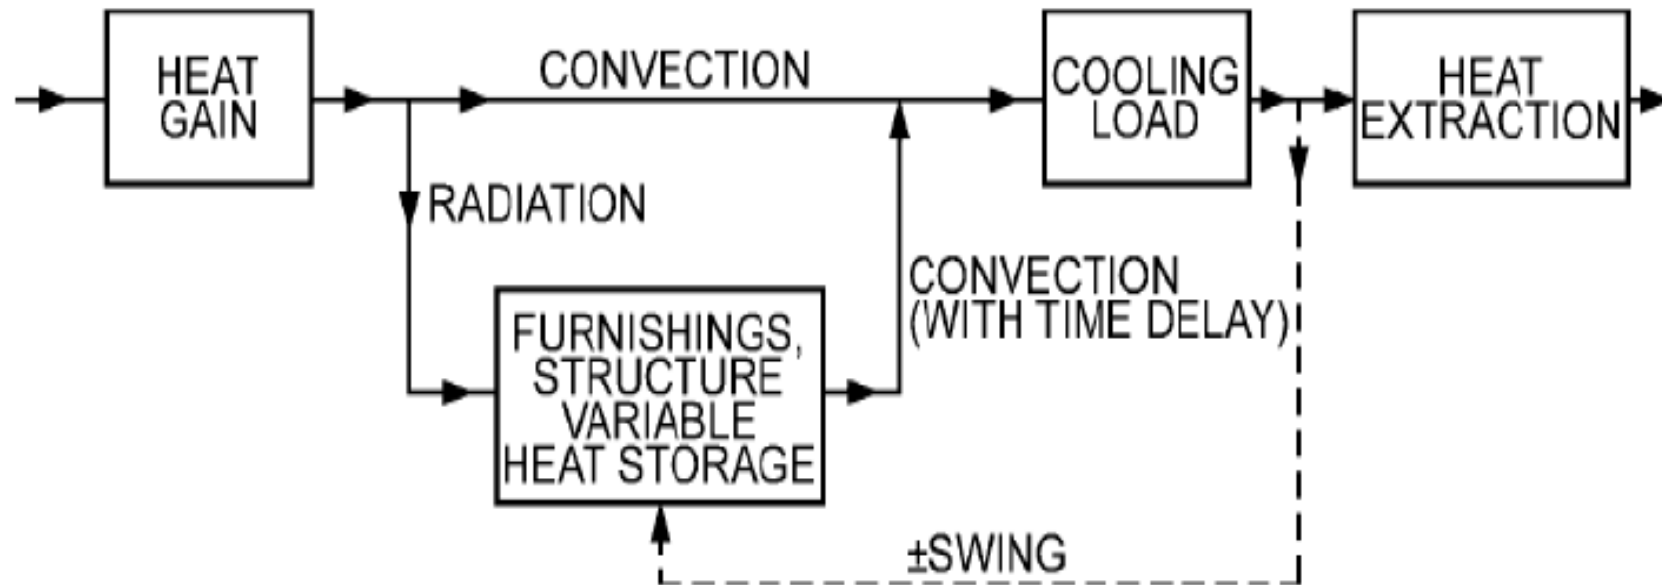 HEAT
GAIN
CONVECTION
COOLING
LOAD
HEAT
EXTRACTION
RADIATION
CONVECTION
(WITH TIME DELAY)
FURNISHINGS,
STRUCTURE
VARIABLE
HEAT STORAGE
±SWING